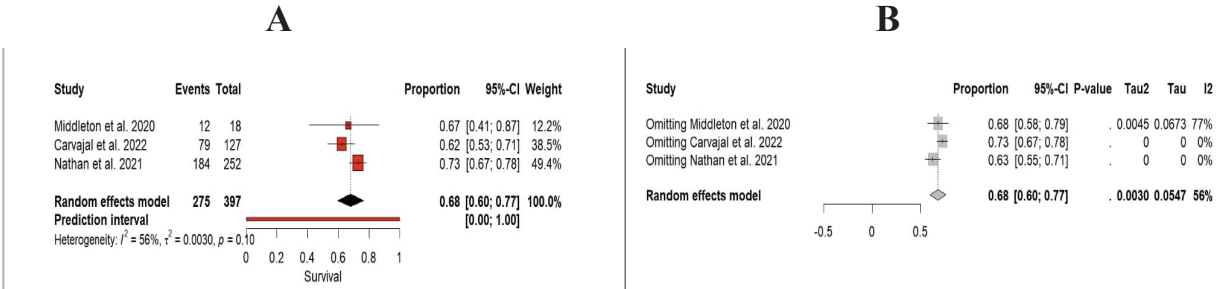 A
Study Events Total Proportion 95%-CI Weight
Middleton et al. 2020 12 18 0.67 [0.41; 0.87] 12.2%
Carvajal et al. 2022 79 127 0.62 [0.53; 0.71] 38.5%
Nathan et al. 2021 184 252 0.73 [0.67; 0.78] 49.4%
Random effects model 275 397 0.68 [0.60; 0.77] 100.0%
Prediction interval [0.00; 1.00]
Heterogeneity: I² = 56%, τ² = 0.0030, p = 0.10
0 0.2 0.4 0.6 0.8 1
Survival
B
Study Proportion 95%-CI P-value Tau2 Tau I2
Omitting Middleton et al. 2020 0.68 [0.58; 0.79] . 0.0045 0.0673 77%
Omitting Carvajal et al. 2022 0.73 [0.67; 0.78] . 0 0 0%
Omitting Nathan et al. 2021 0.63 [0.55; 0.71] . 0 0 0%
Random effects model 0.68 [0.60; 0.77] . 0.0030 0.0547 56%
-0.5 0 0.5